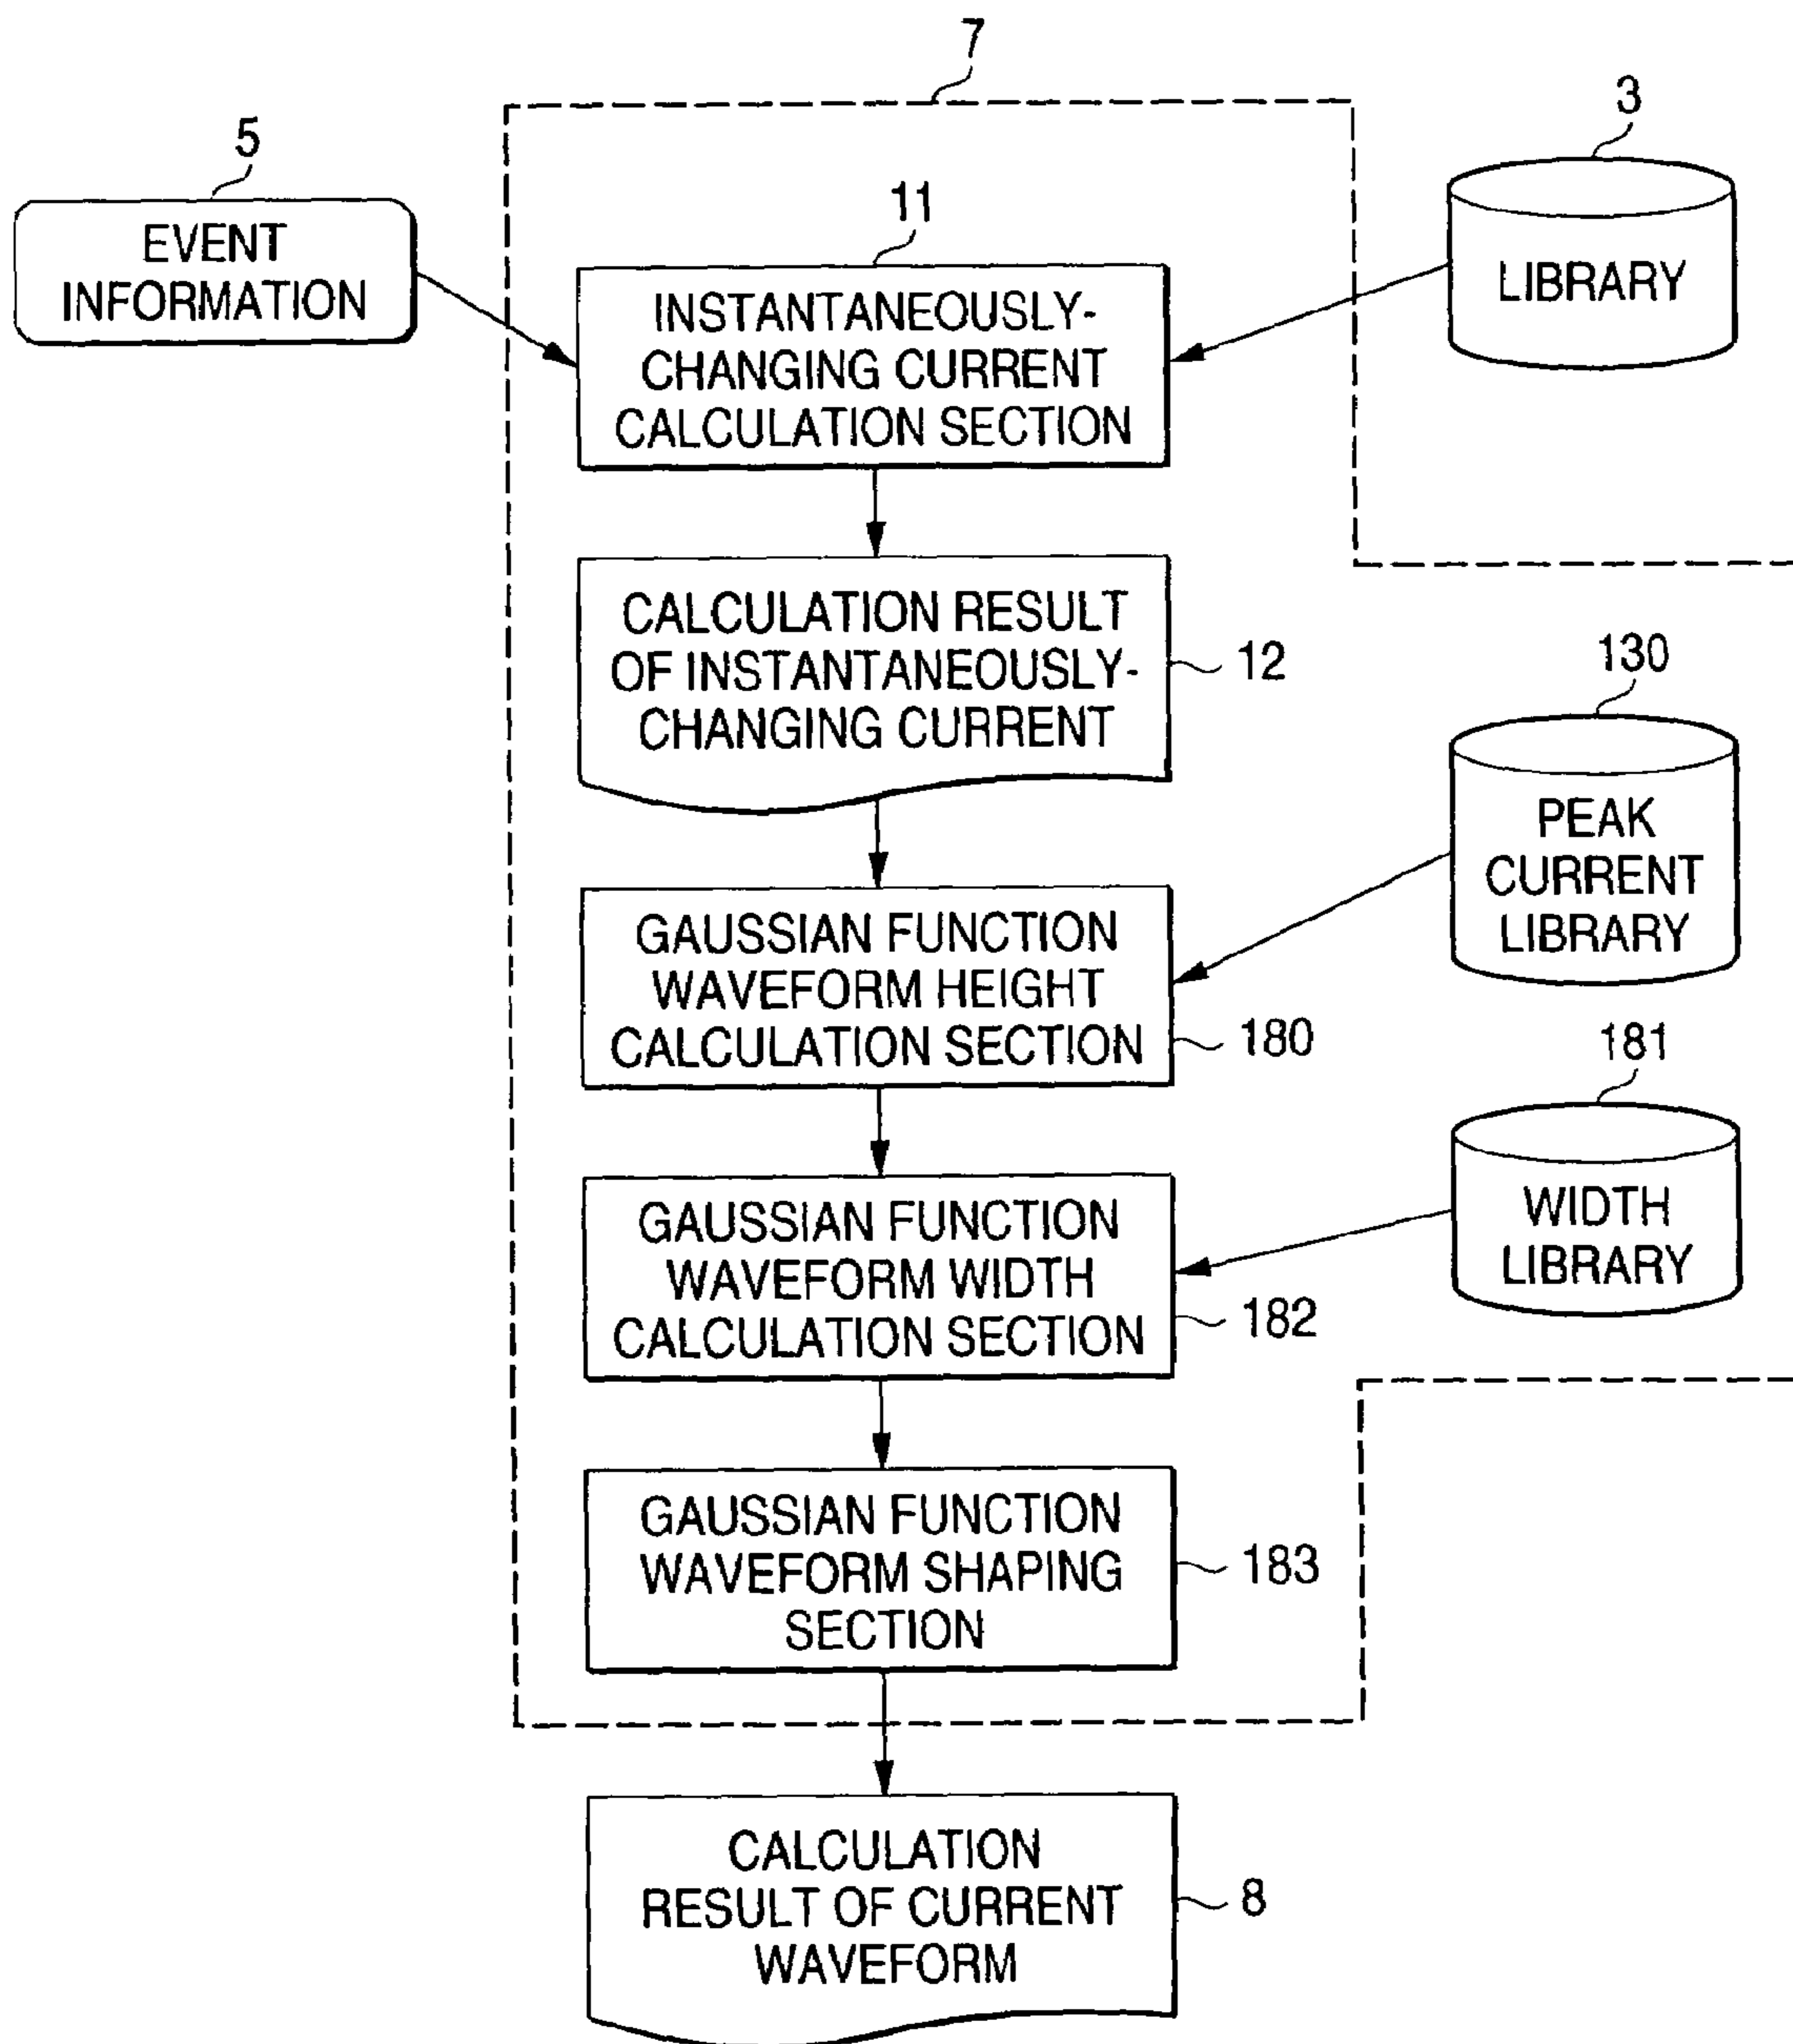 7
3
5
EVENT
INFORMATION
11
LIBRARY
INSTANTANEOUSLY-
CHANGING CURRENT
CALCULATION SECTION
CALCULATION RESULT
OF INSTANTANEOUSLY-
CHANGING CURRENT
12
130
PEAK
CURRENT
LIBRARY
GAUSSIAN FUNCTION
WAVEFORM HEIGHT
CALCULATION SECTION
180
181
WIDTH
LIBRARY
GAUSSIAN FUNCTION
WAVEFORM WIDTH
CALCULATION SECTION
182
GAUSSIAN FUNCTION
WAVEFORM SHAPING
SECTION
183
CALCULATION
RESULT OF CURRENT
WAVEFORM
8